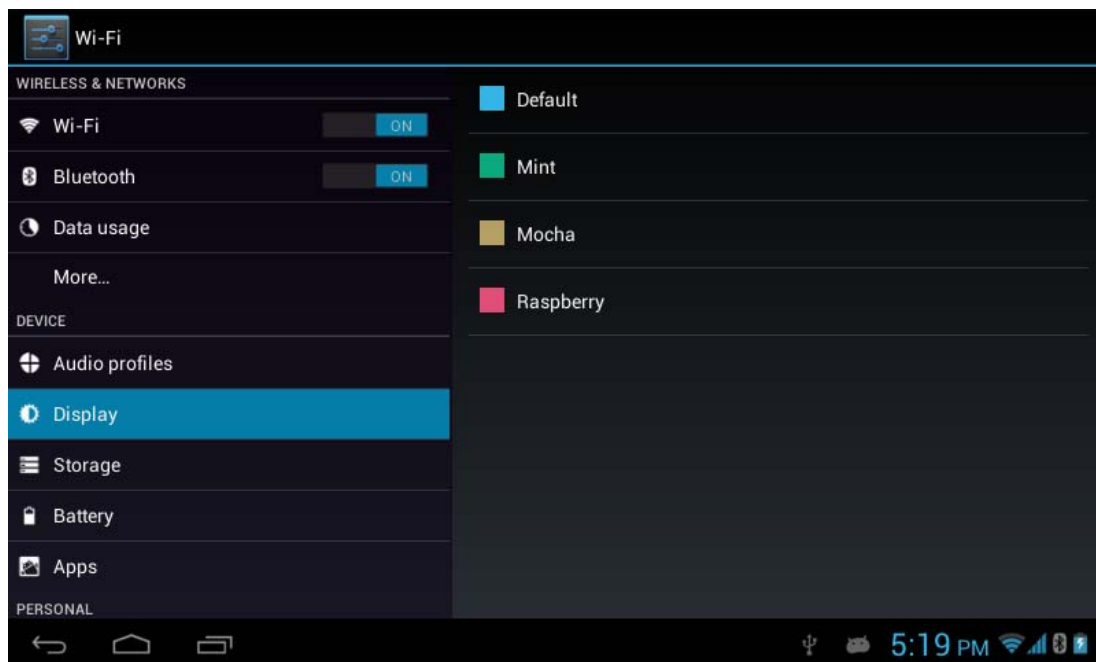 Wi-Fi
WIRELESS & NETWORKS
Wi-Fi ON
Bluetooth ON
Data usage
More...
DEVICE
Audio profiles
Display
Storage
Battery
Apps
PERSONAL
Default
Mint
Mocha
Raspberry
5:19 PM